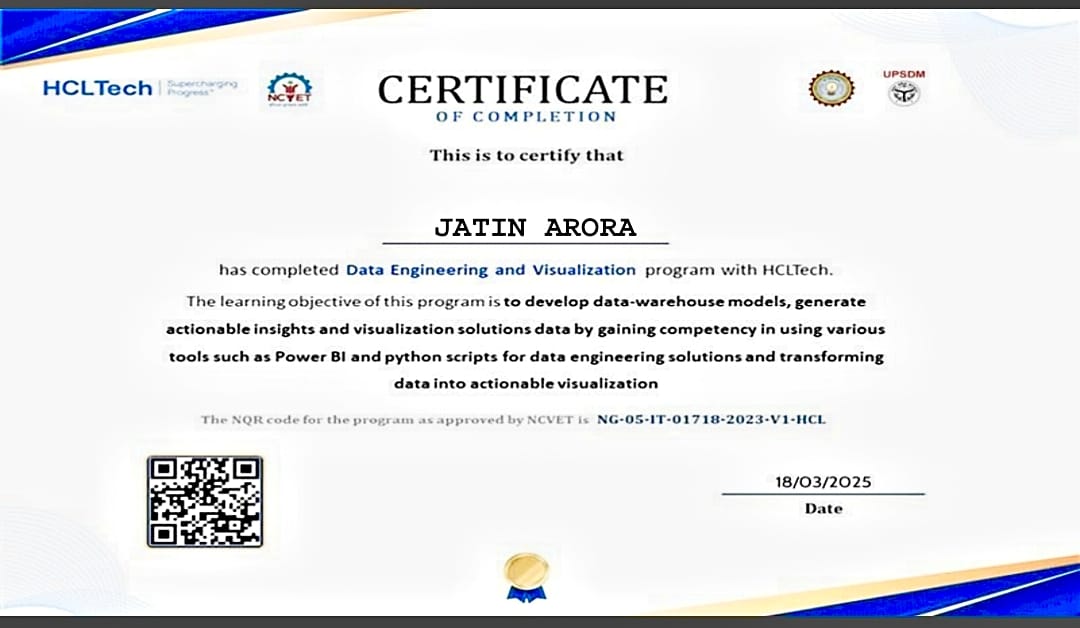 HCLTech | Supercharging
Progress™
NCVET
CERTIFICATE
OF COMPLETION
UPSDM
This is to certify that
JATIN ARORA
has completed Data Engineering and Visualization program with HCLTech.
The learning objective of this program is to develop data-warehouse models, generate
actionable insights and visualization solutions data by gaining competency in using various
tools such as Power BI and python scripts for data engineering solutions and transforming
data into actionable visualization
The NQR code for the program as approved by NCVET is NG-05-IT-01718-2023-V1-HCL
18/03/2025
Date